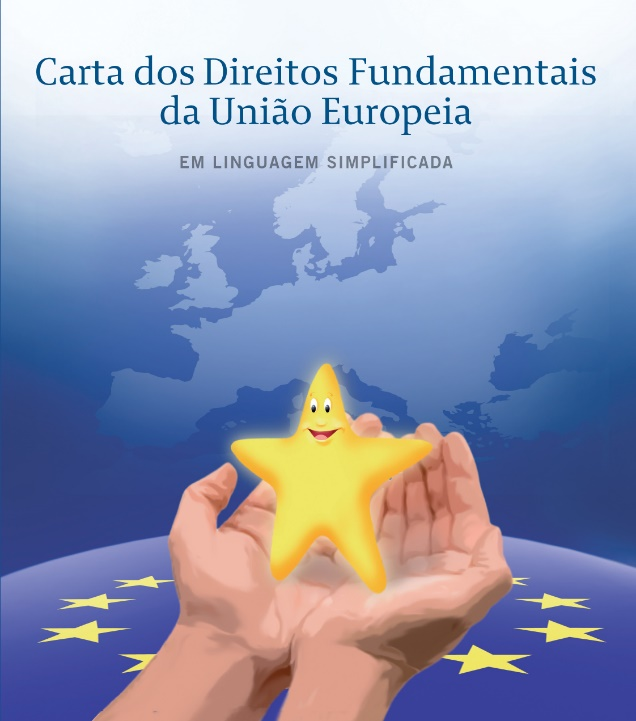 Carta dos Direitos Fundamentais
da União Europeia
EM LINGUAGEM SIMPLIFICADA